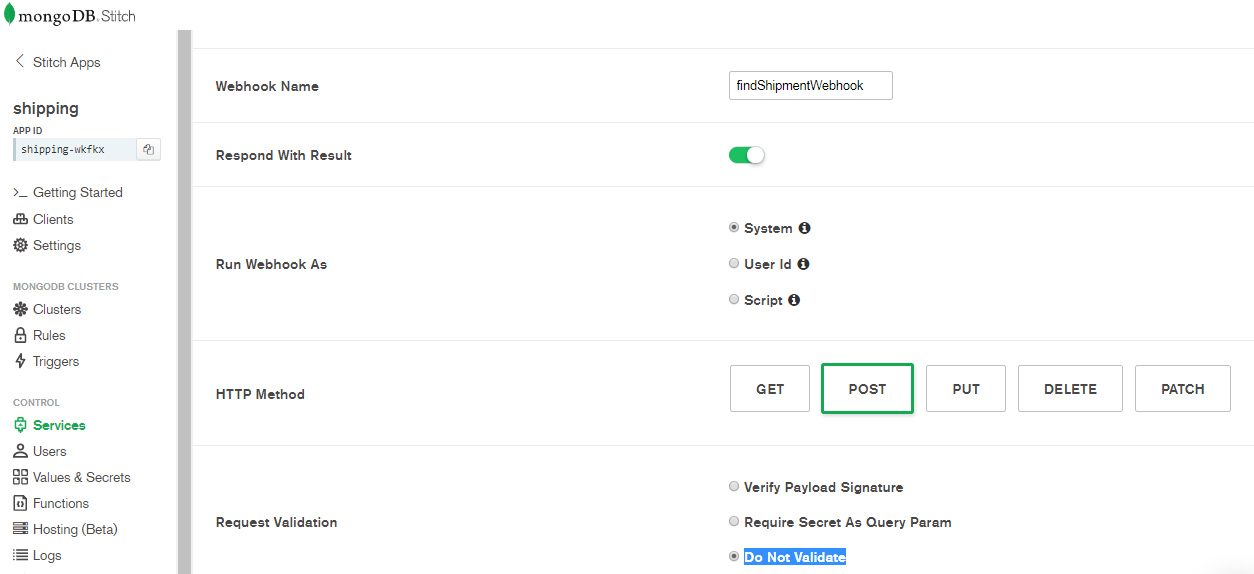 mongoDB. Stitch
Stitch Apps
shipping
APP ID
shipping-wkfkx
Getting Started
Clients
Settings
MONGODB CLUSTERS
Clusters
Rules
Triggers
CONTROL
Services
Users
Values & Secrets
Functions
Hosting (Beta)
Logs
Webhook Name
findShipmentWebhook
Respond With Result
Run Webhook As
System
User Id
Script
HTTP Method
GET POST PUT DELETE PATCH
Request Validation
Verify Payload Signature
Require Secret As Query Param
Do Not Validate